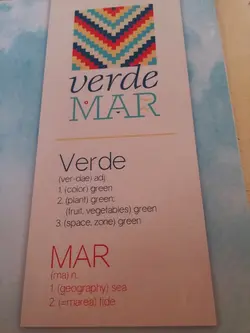 verde
MAR
Verde
(ver-dae) adj
1. (color) green
2. (plant) green;
(fruit, vegetables) green
3. (space, zone) green
MAR
(ma) n.
1. (geography) sea
2. (=marea) tide